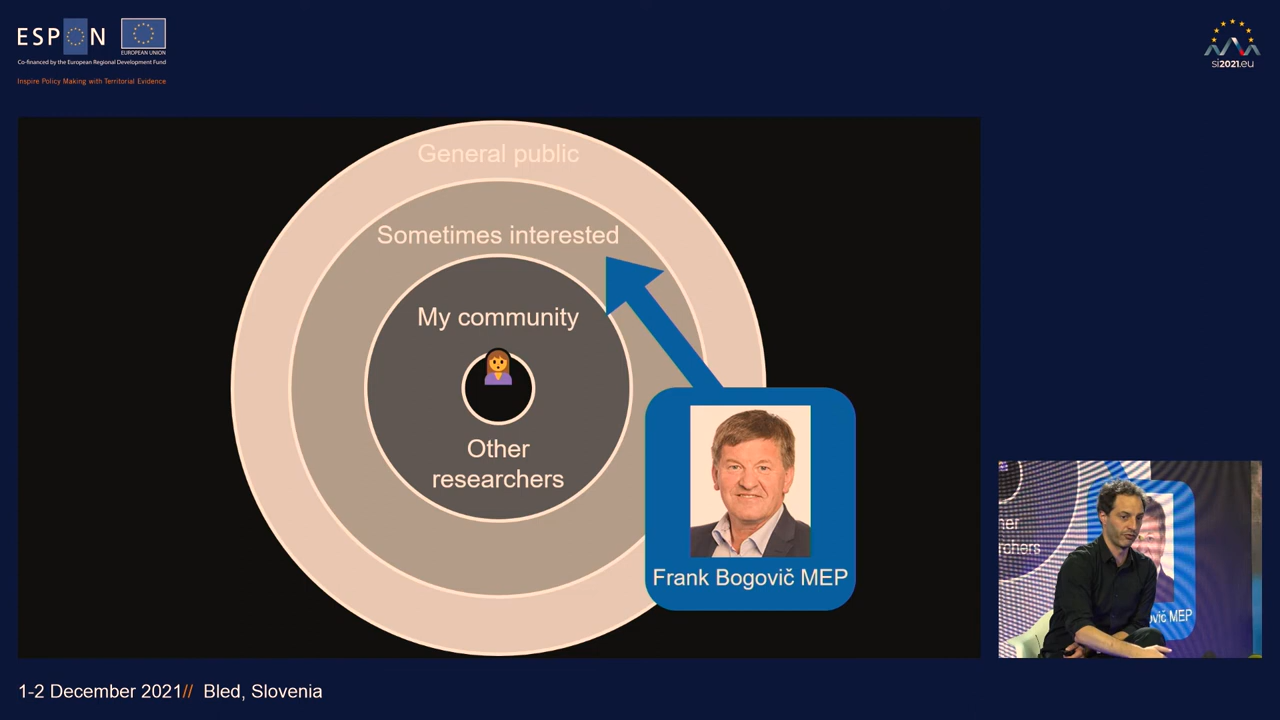 ESPON
EUROPEAN UNION
Co-financed by the European Regional Development Fund
Inspire Policy Making with Territorial Evidence
si2021.eu
General public
Sometimes interested
My community
Other
researchers
Frank Bogovič MEP
1-2 December 2021// Bled, Slovenia